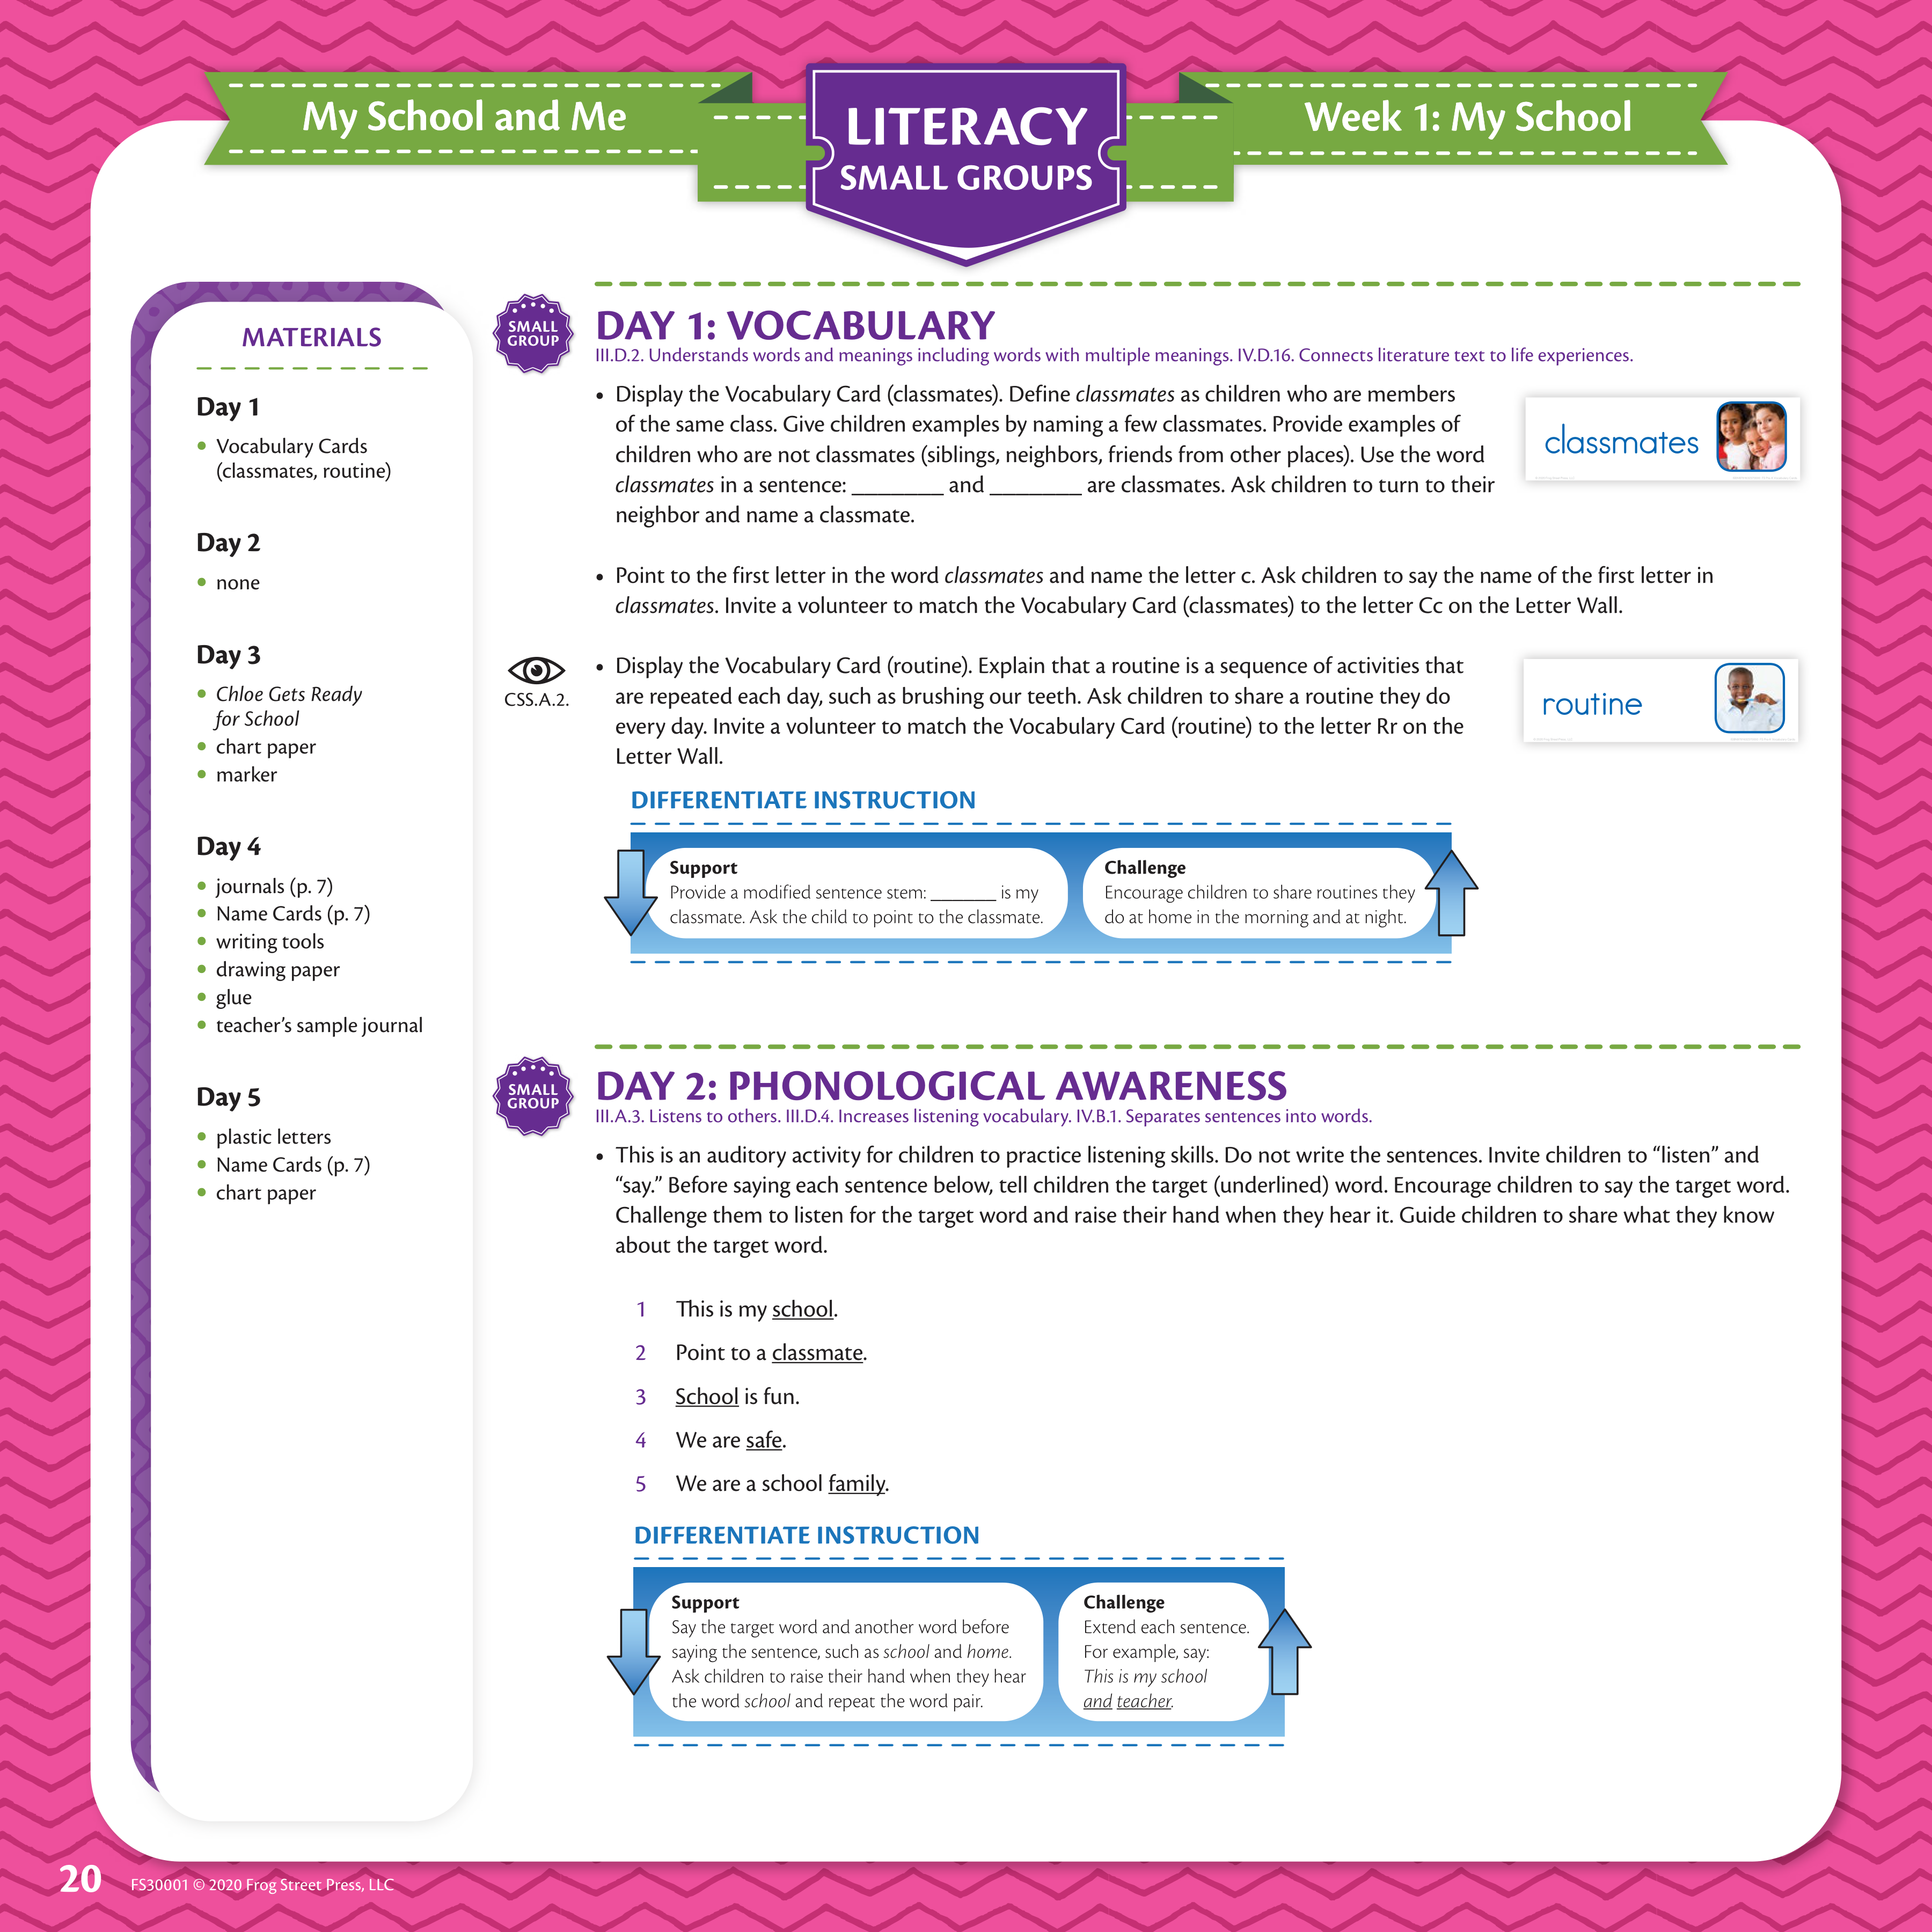 My School and Me
LITERACY
SMALL GROUPS
Week 1: My School
MATERIALS
Day 1
• Vocabulary Cards
(classmates, routine)
Day 2
• none
Day 3
• Chloe Gets Ready
for School
• chart paper
• marker
Day 4
• journals (p. 7)
• Name Cards (p. 7)
• writing tools
• drawing paper
• glue
• teacher’s sample journal
Day 5
• plastic letters
• Name Cards (p. 7)
• chart paper
SMALL
GROUP
DAY 1: VOCABULARY
III.D.2. Understands words and meanings including words with multiple meanings. IV.D.16. Connects literature text to life experiences.
• Display the Vocabulary Card (classmates). Define classmates as children who are members
of the same class. Give children examples by naming a few classmates. Provide examples of
children who are not classmates (siblings, neighbors, friends from other places). Use the word
classmates in a sentence: ________ and ________ are classmates. Ask children to turn to their
neighbor and name a classmate.
classmates
• Point to the first letter in the word classmates and name the letter c. Ask children to say the name of the first letter in
classmates. Invite a volunteer to match the Vocabulary Card (classmates) to the letter Cc on the Letter Wall.
CSS.A.2.
• Display the Vocabulary Card (routine). Explain that a routine is a sequence of activities that
are repeated each day, such as brushing our teeth. Ask children to share a routine they do
every day. Invite a volunteer to match the Vocabulary Card (routine) to the letter Rr on the
Letter Wall.
routine
DIFFERENTIATE INSTRUCTION
Support
Provide a modified sentence stem: _______ is my
classmate. Ask the child to point to the classmate.
Challenge
Encourage children to share routines they
do at home in the morning and at night.
SMALL
GROUP
DAY 2: PHONOLOGICAL AWARENESS
III.A.3. Listens to others. III.D.4. Increases listening vocabulary. IV.B.1. Separates sentences into words.
• This is an auditory activity for children to practice listening skills. Do not write the sentences. Invite children to “listen” and
“say.” Before saying each sentence below, tell children the target (underlined) word. Encourage children to say the target word.
Challenge them to listen for the target word and raise their hand when they hear it. Guide children to share what they know
about the target word.
1 This is my school.
2 Point to a classmate.
3 School is fun.
4 We are safe.
5 We are a school family.
DIFFERENTIATE INSTRUCTION
Support
Say the target word and another word before
saying the sentence, such as school and home.
Ask children to raise their hand when they hear
the word school and repeat the word pair.
Challenge
Extend each sentence.
For example, say:
This is my school
and teacher.
20
FS30001 © 2020 Frog Street Press, LLC